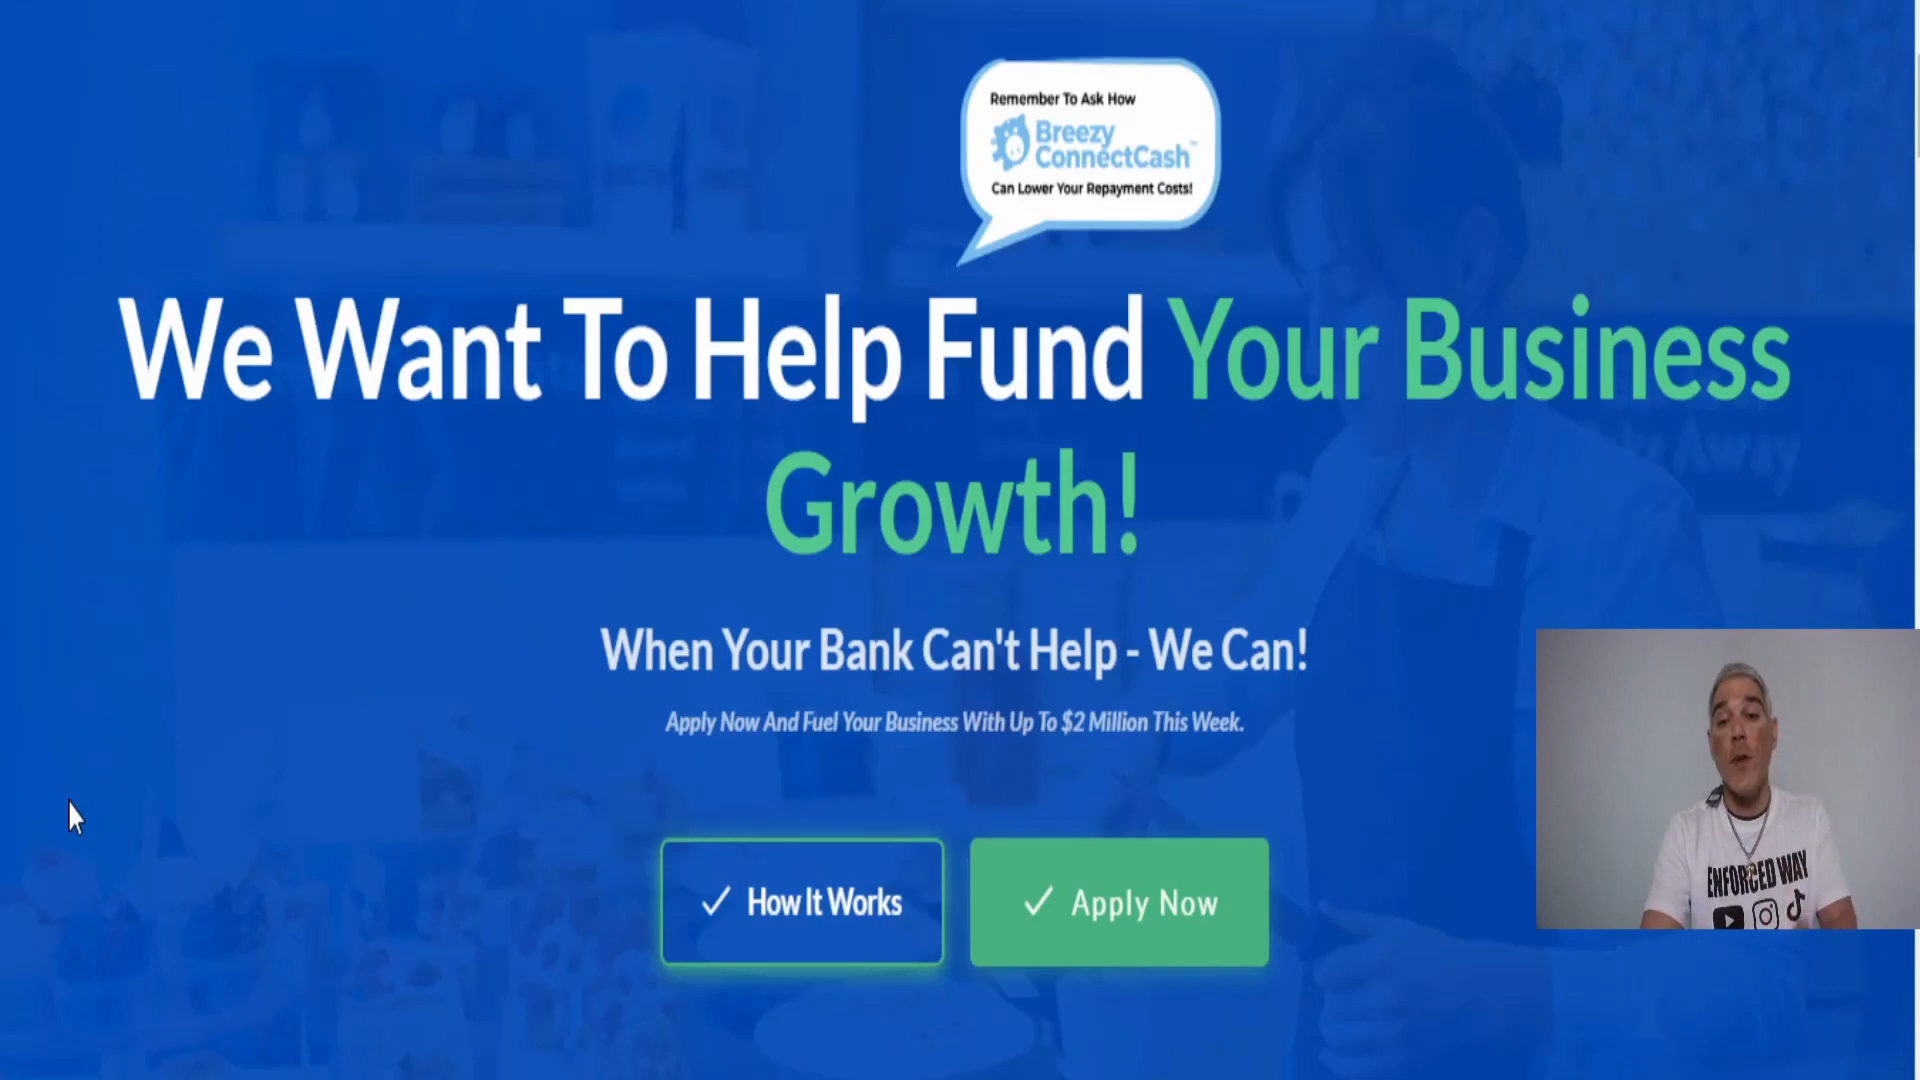 Remember To Ask How
Breezy
ConnectCash™
Can Lower Your Repayment Costs!
We Want To Help Fund Your Business
Growth!
When Your Bank Can't Help - We Can!
Apply Now And Fuel Your Business With Up To $2 Million This Week.
How It Works
Apply Now
Away
ENFORCED WAY